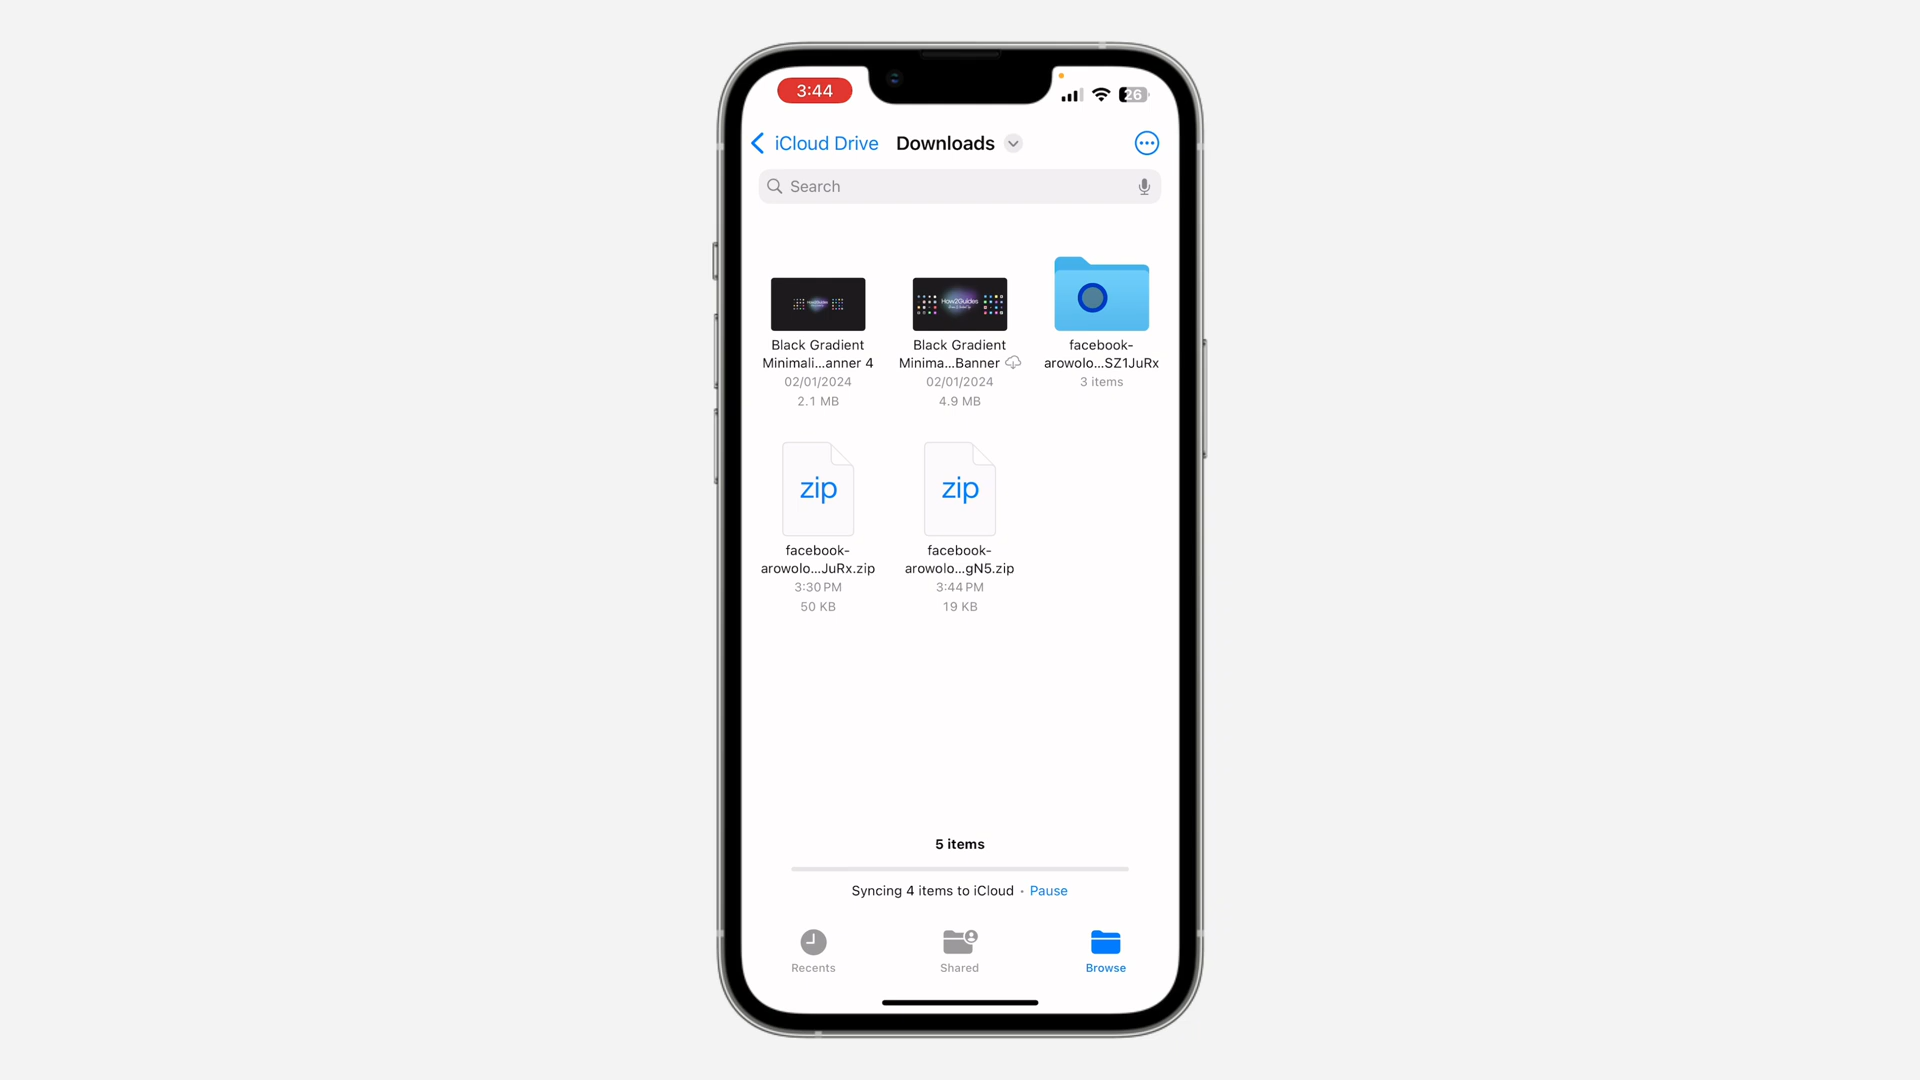 3:44
26
iCloud Drive
Downloads
Search
Black Gradient
Minimali...anner 4
02/01/2024
2.1 MB
How2Guides
Black Gradient
Minima...Banner
02/01/2024
4.9 MB
facebook-
arowolo...SZ1JuRx
3 items
zip
facebook-
arowolo...JuRx.zip
3:30 PM
50 KB
zip
facebook-
arowolo...gN5.zip
3:44 PM
19 KB
5 items
Syncing 4 items to iCloud · Pause
Recents
Shared
Browse